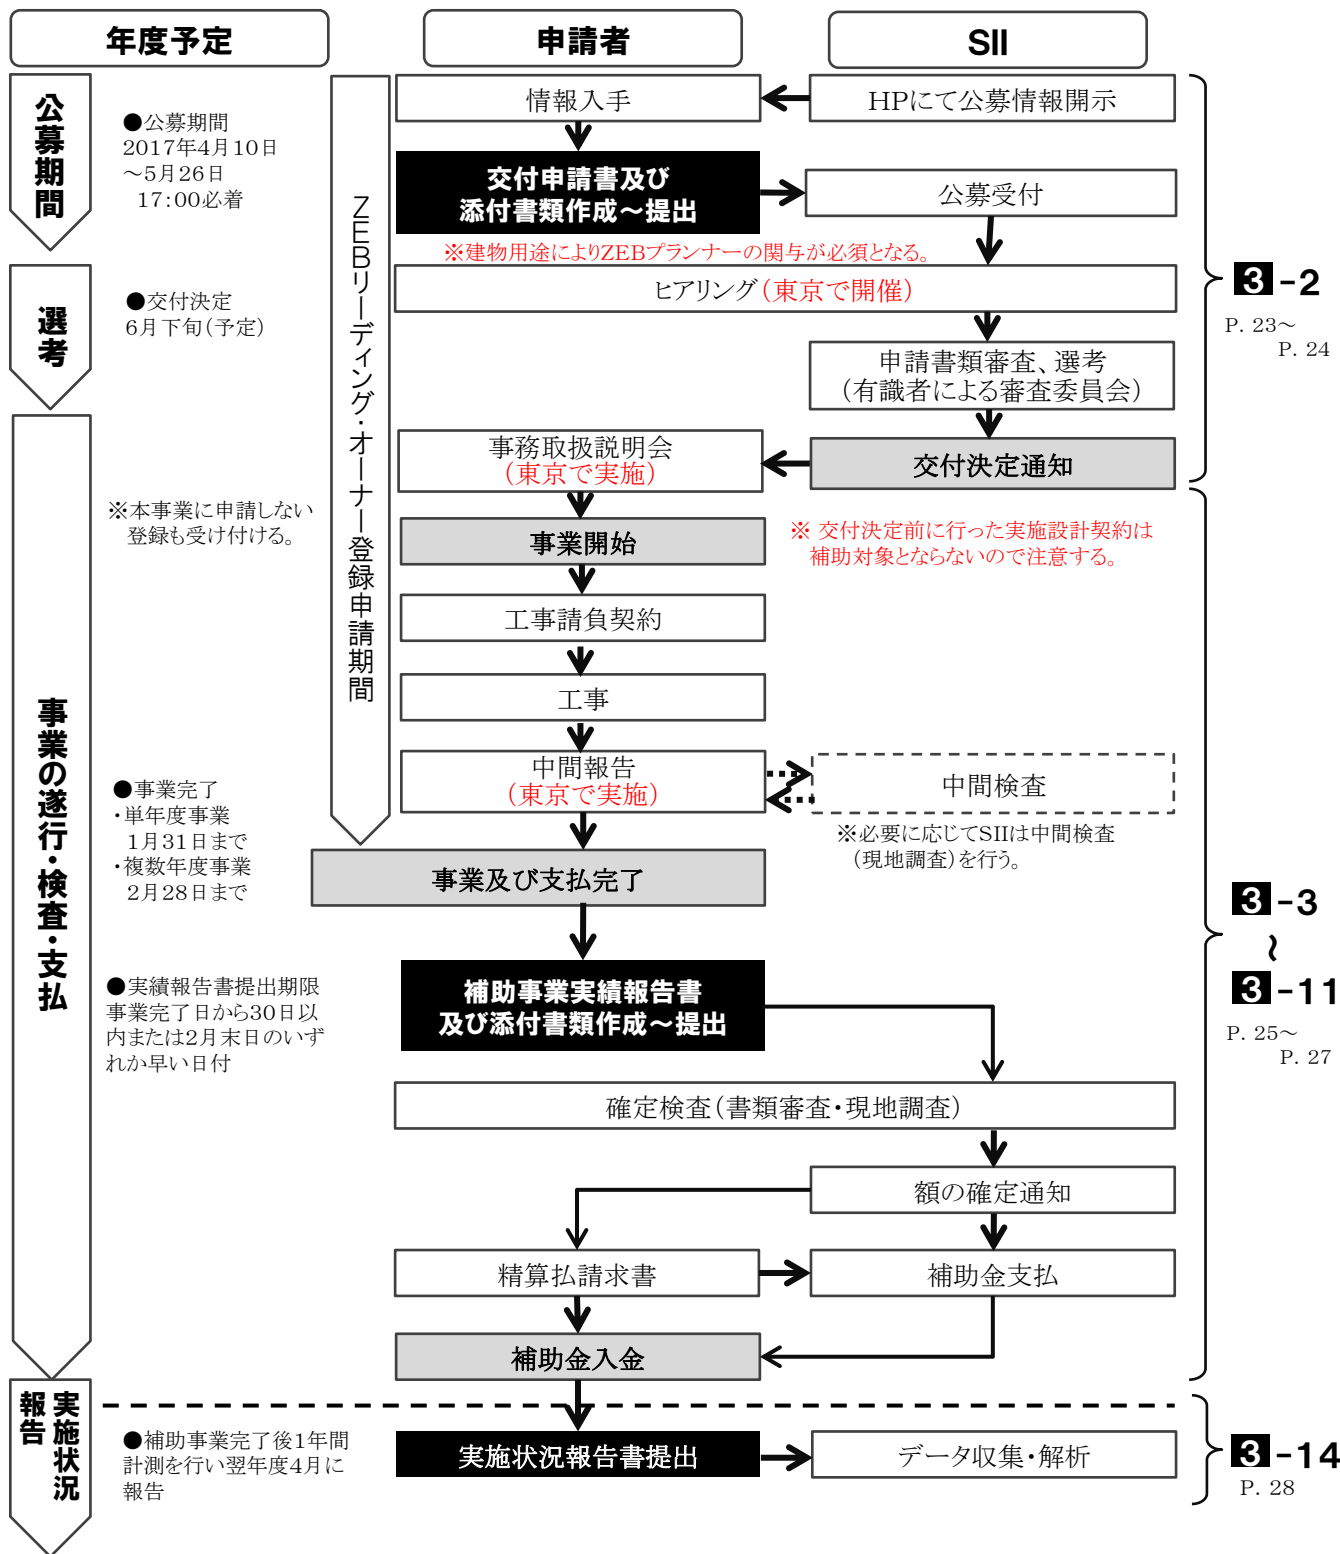 年度予定
申請者
SII
公募期間
●公募期間
2017年4月10日
～5月26日
17:00必着
ZEBリーディング・オーナー登録申請期間
情報入手
HPにて公募情報開示
交付申請書及び
添付書類作成～提出
公募受付
※建物用途によりZEBプランナーの関与が必須となる。
ヒアリング(東京で開催)
3-2
P. 23～
P. 24
選考
●交付決定
6月下旬(予定)
申請書類審査、選考
(有識者による審査委員会)
事務取扱説明会
(東京で実施)
交付決定通知
事業の遂行・検査・支払
※本事業に申請しない
登録も受け付ける。
事業開始
※ 交付決定前に行った実施設計契約は
補助対象とならないので注意する。
工事請負契約
工事
中間報告
(東京で実施)
中間検査
※必要に応じてSIIは中間検査
(現地調査)を行う。
●事業完了
・単年度事業
1月31日まで
・複数年度事業
2月28日まで
事業及び支払完了
3-3
～
3-11
P. 25～
P. 27
●実績報告書提出期限
事業完了日から30日以
内または2月末日のいず
れか早い日付
補助事業実績報告書
及び添付書類作成～提出
確定検査(書類審査・現地調査)
額の確定通知
精算払請求書
補助金支払
補助金入金
実施状況
報告
●補助事業完了後1年間
計測を行い翌年度4月に
報告
実施状況報告書提出
データ収集・解析
3-14
P. 28